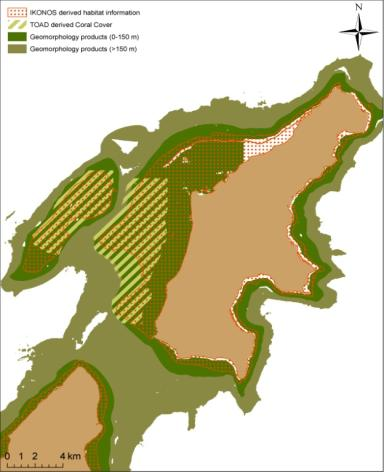 IKONOS derived habitat information
TOAD derived Coral Cover
Geomorphology products (0-150 m)
Geomorphology products (>150 m)
N
0 1 2 4 km